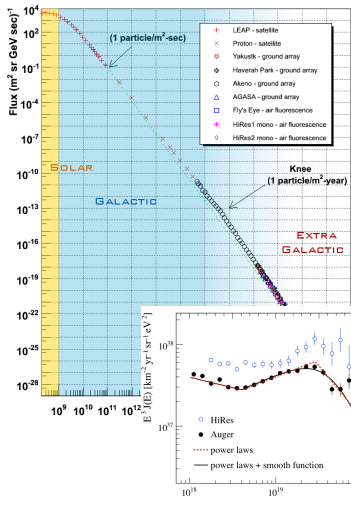 Flux (m² sr GeV sec)⁻¹
10⁴
10²
10⁻¹
10⁻⁴
10⁻⁷
10⁻¹⁰
10⁻¹³
10⁻¹⁶
10⁻¹⁹
10⁻²²
10⁻²⁵
10⁻²⁸
10⁹ 10¹⁰ 10¹¹ 10¹² 10¹³
(1 particle/m²-sec)
LEAP - satellite
Proton - satellite
Yakustk - ground array
Haverah Park - ground array
Akeno - ground array
AGASA - ground array
Fly's Eye - air fluorescence
HiRes1 mono - air fluorescence
HiRes2 mono - air fluorescence
Knee
(1 particle/m²-year)
Solar
Galactic
Extra
Galactic
E³ J(E) [km⁻² yr⁻¹ sr⁻¹ eV²]
10³⁸
10³⁷
HiRes
Auger
power laws
power laws + smooth function
10¹⁸ 10¹⁹